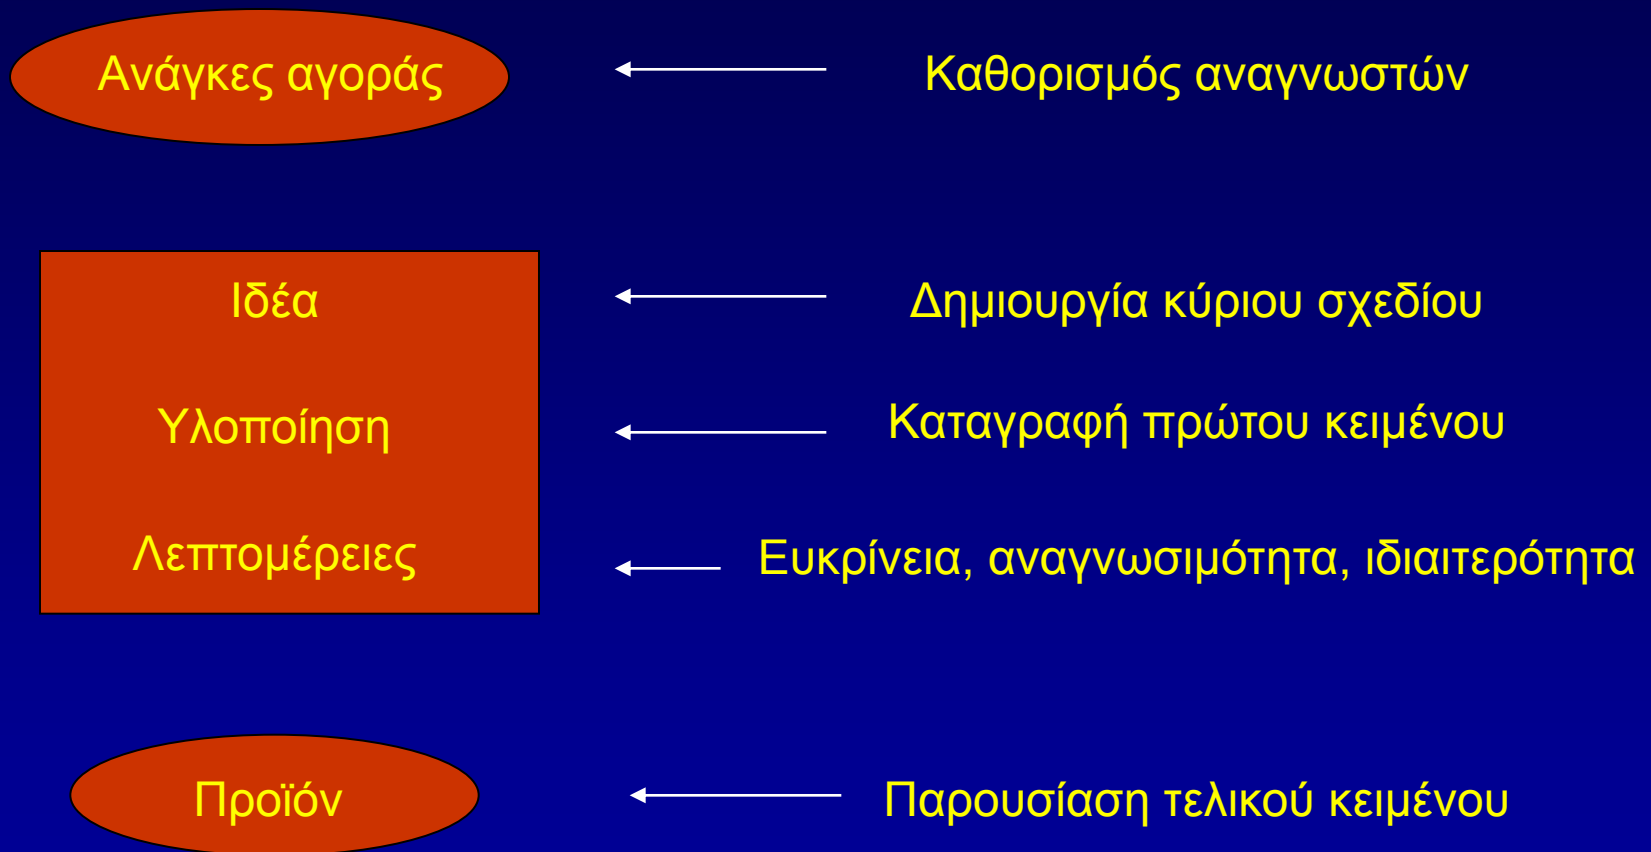 Ανάγκες αγοράς
Καθορισμός αναγνωστών
Ιδέα
Δημιουργία κύριου σχεδίου
Υλοποίηση
Καταγραφή πρώτου κειμένου
Λεπτομέρειες
Ευκρίνεια, αναγνωσιμότητα, ιδιαιτερότητα
Προϊόν
Παρουσίαση τελικού κειμένου